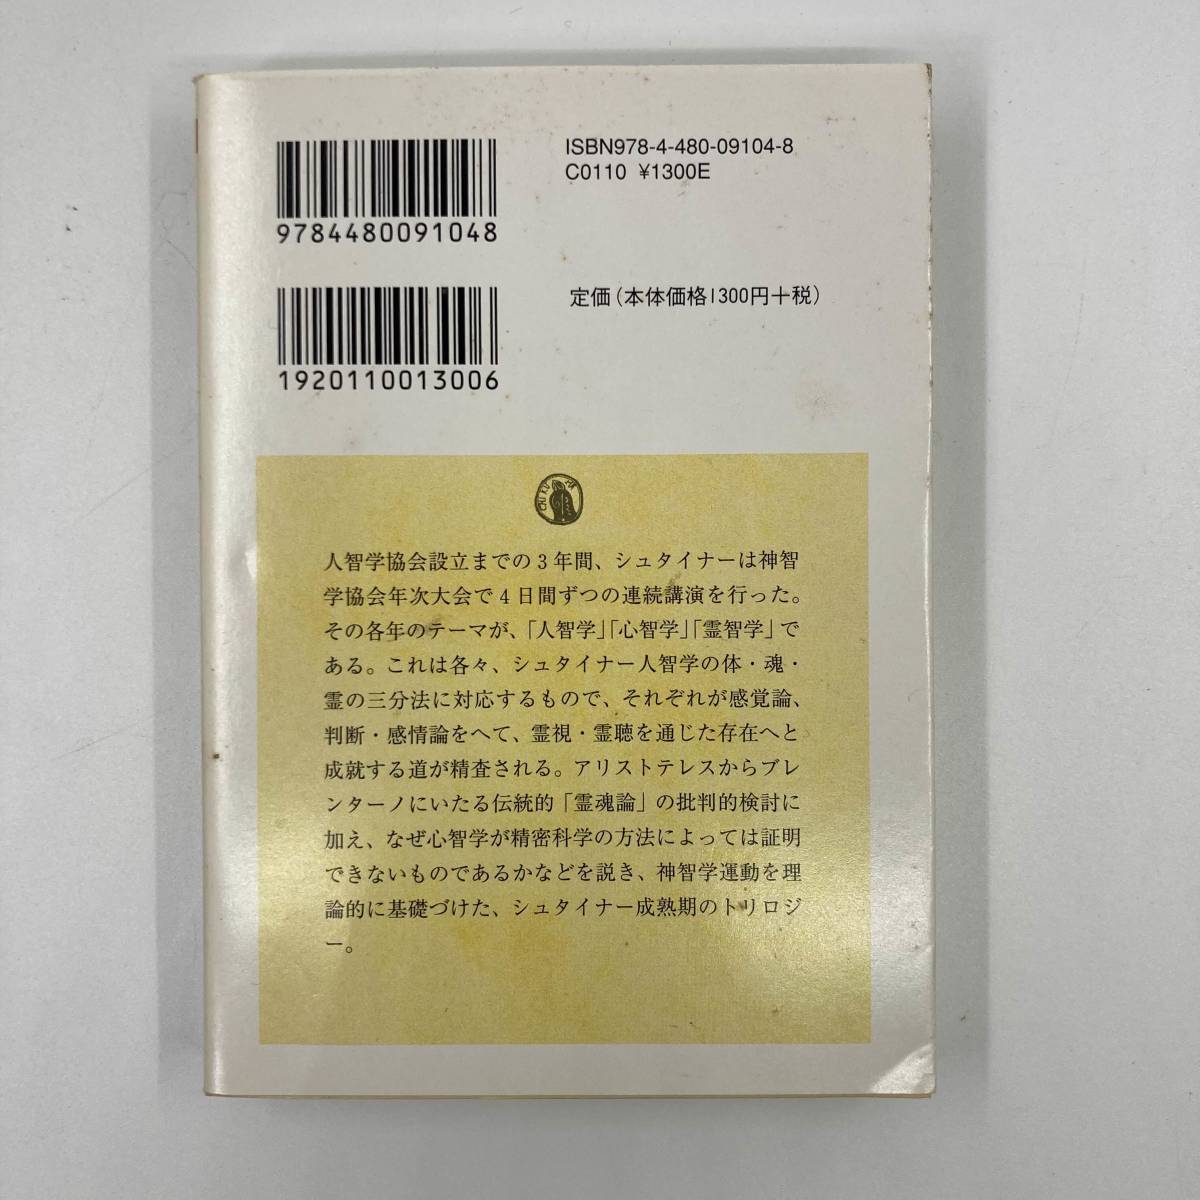 ISBN978-4-480-09104-8
C0110 ¥1300E
9784480091048
定価(本体価格1300円+税)
1920110013006
CHIKUMA
人智学協会設立までの3年間、シュタイナーは神智
学協会年次大会で4日間ずつの連続講演を行った。
その各年のテーマが、「人智学」「心智学」「霊智学」で
ある。これは各々、シュタイナー人智学の体・魂・
霊の三分法に対応するもので、それぞれが感覚論、
判断・感情論をへて、霊視・霊聴を通じた存在へと
成就する道が精査される。アリストテレスからブレ
ンターノにいたる伝統的「霊魂論」の批判的検討に
加え、なぜ心智学が精密科学の方法によっては証明
できないものであるかなどを説き、神智学運動を理
論的に基礎づけた、シュタイナー成熟期のトリロジ
ー。